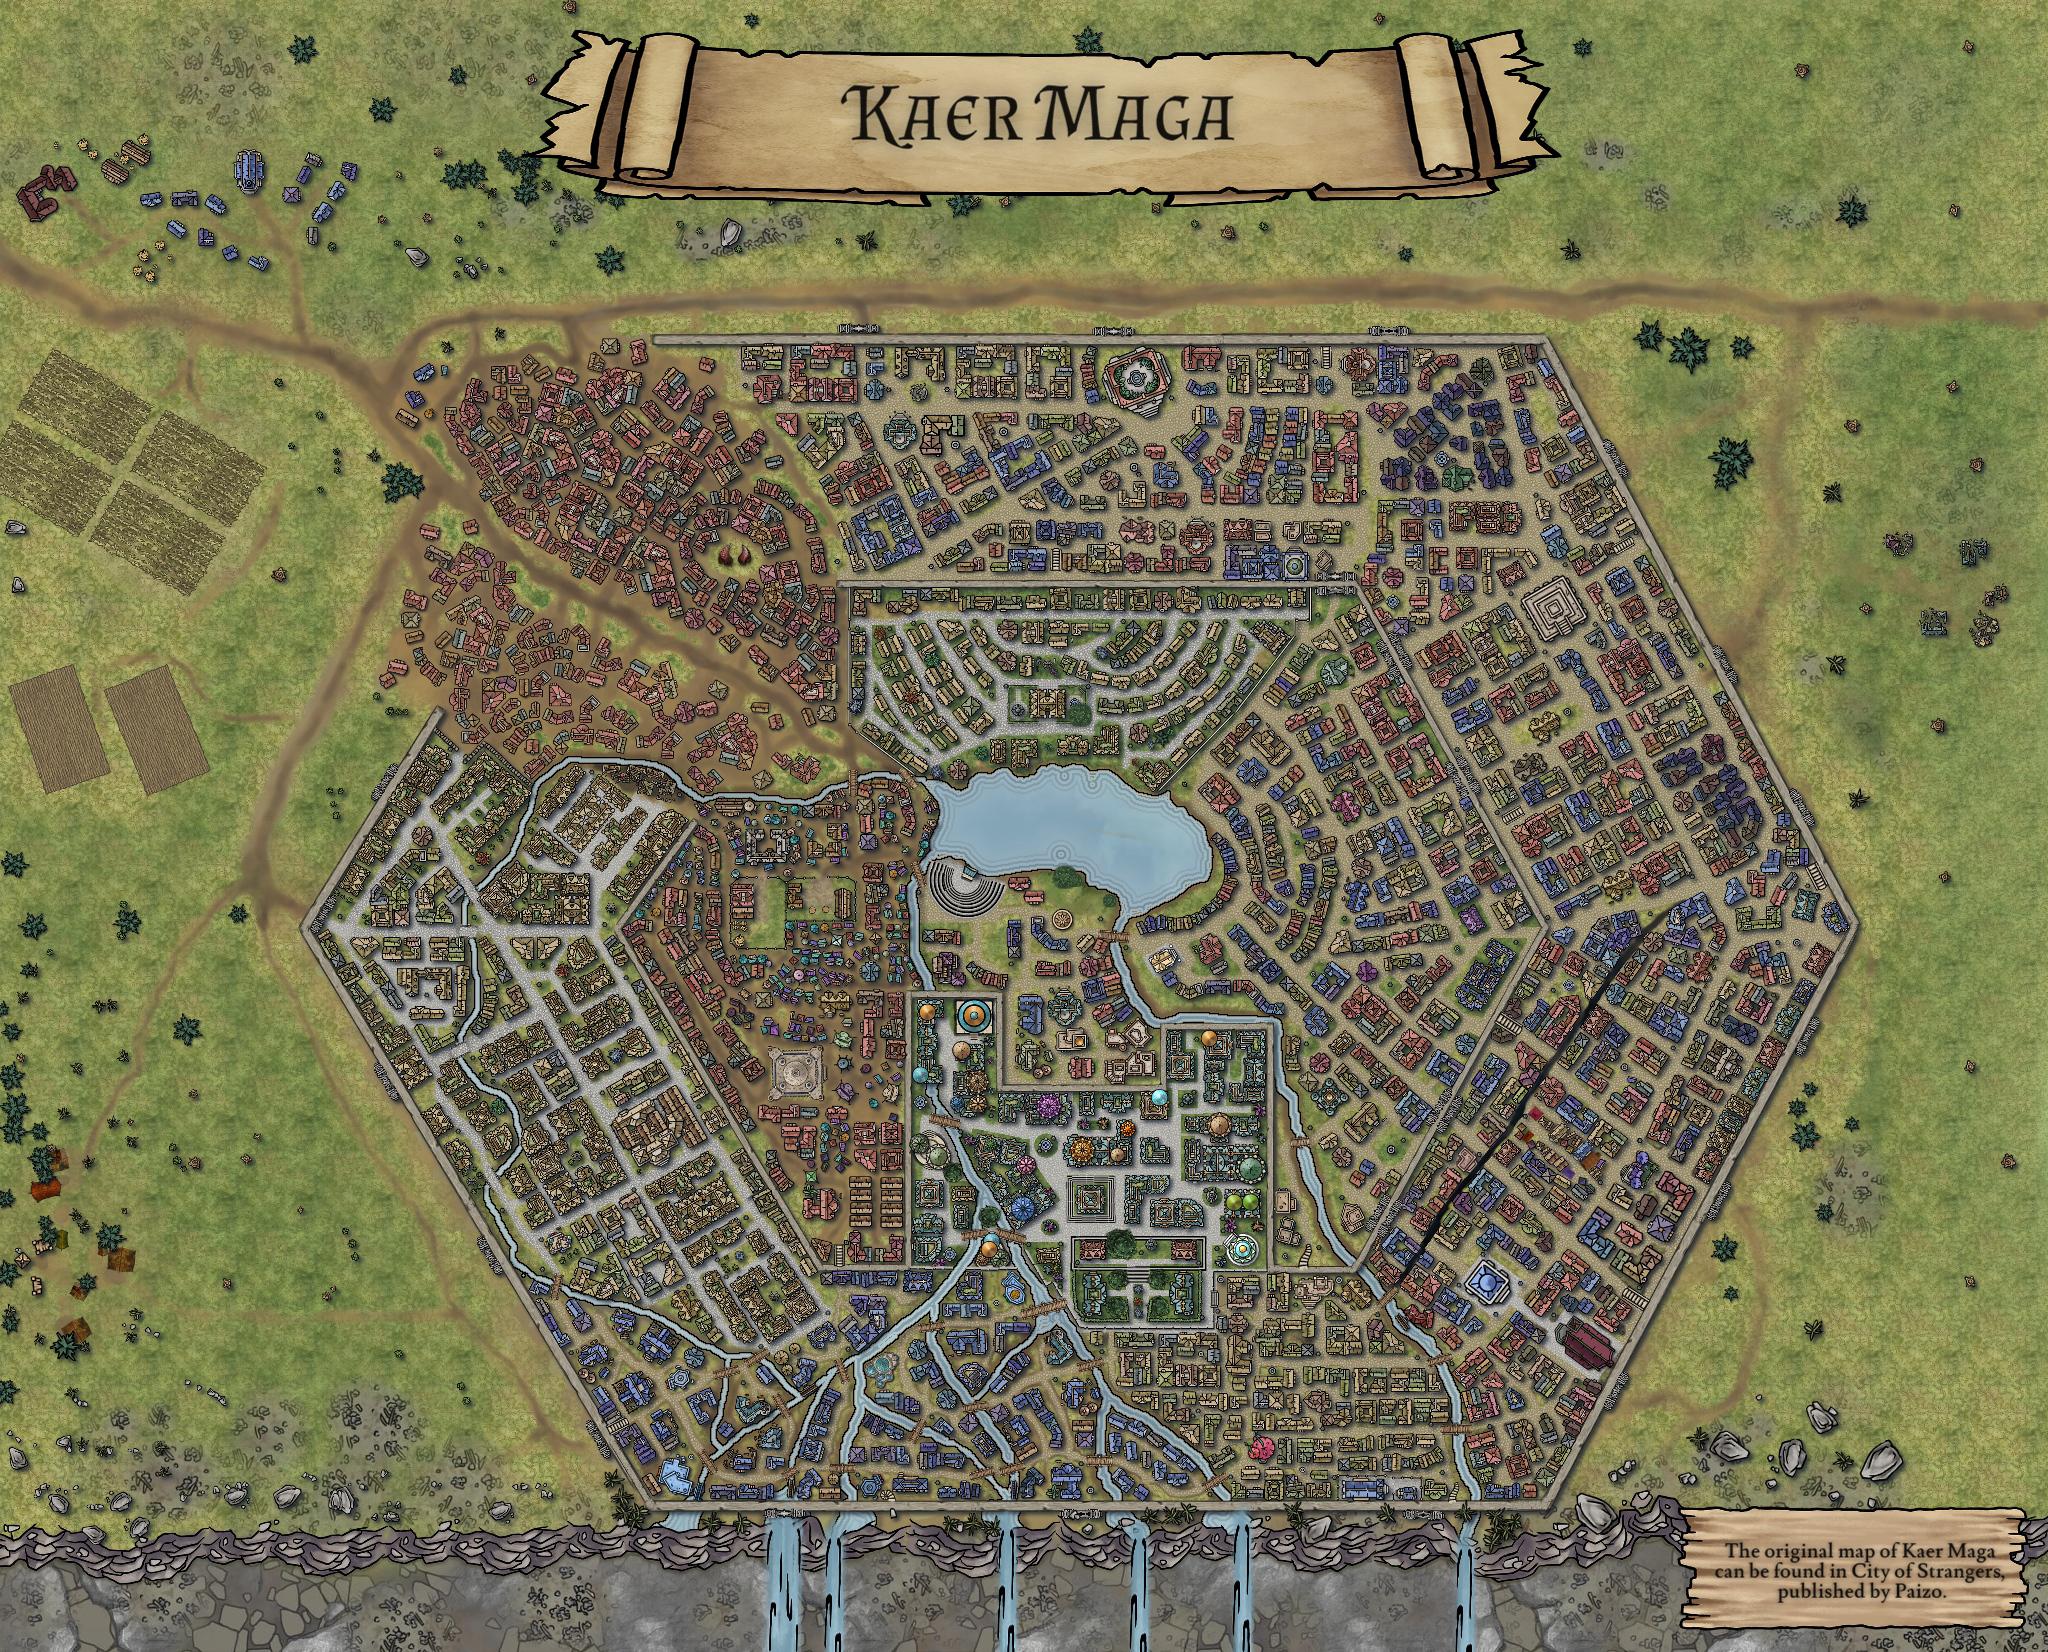 Kaer Maga
The original map of Kaer Maga
can be found in City of Strangers,
published by Paizo.